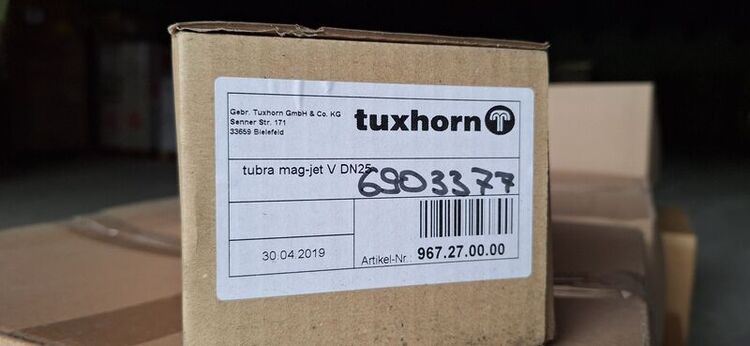 Gebr. Tuxhorn GmbH & Co. KG
Senner Str. 171
33659 Bielefeld
tuxhorn
tubra mag-jet V DN25
6903377
30.04.2019
Artikel-Nr.: 967.27.00.00